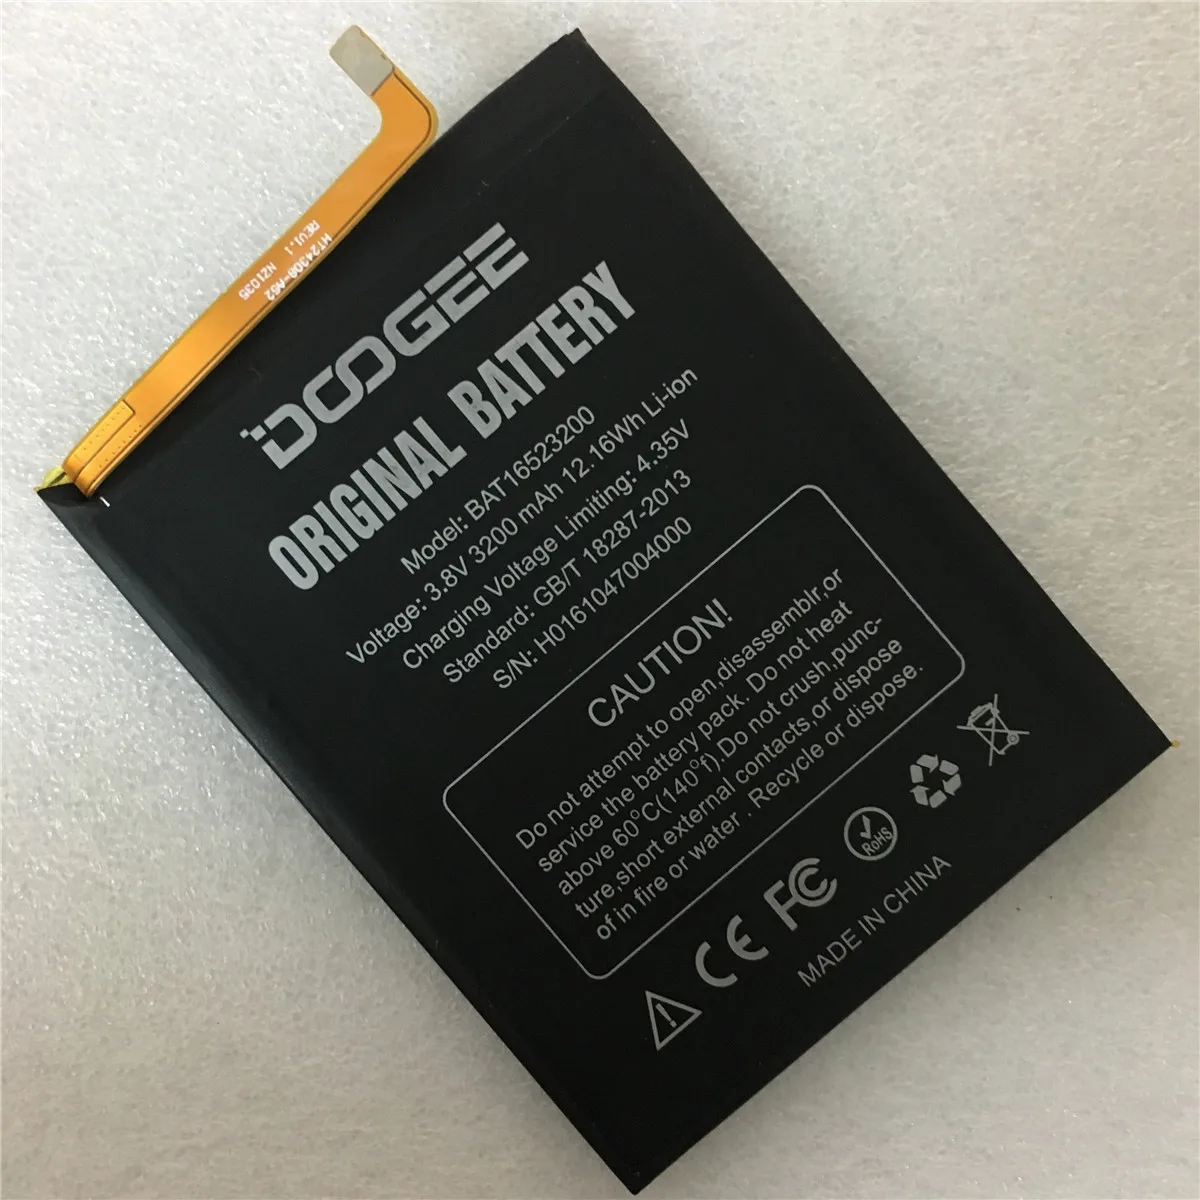 HT24308-A52
REV1.1 NZ1035
DOOGEE
ORIGINAL BATTERY
Model: BAT16523200
Voltage: 3.8V 3200 mAh 12.16Wh Li-ion
Charging Voltage Limiting: 4.35V
Standard: GB/T 18287-2013
S/N: H0161047004000
CAUTION!
Do not attempt to open,disassemblr,or
service the battery pack. Do not heat
above 60°C(140°f).Do not crush,punc-
ture,short external contacts,or dispose
of in fire or water . Recycle or dispose.
CE FC RoHS
MADE IN CHINA